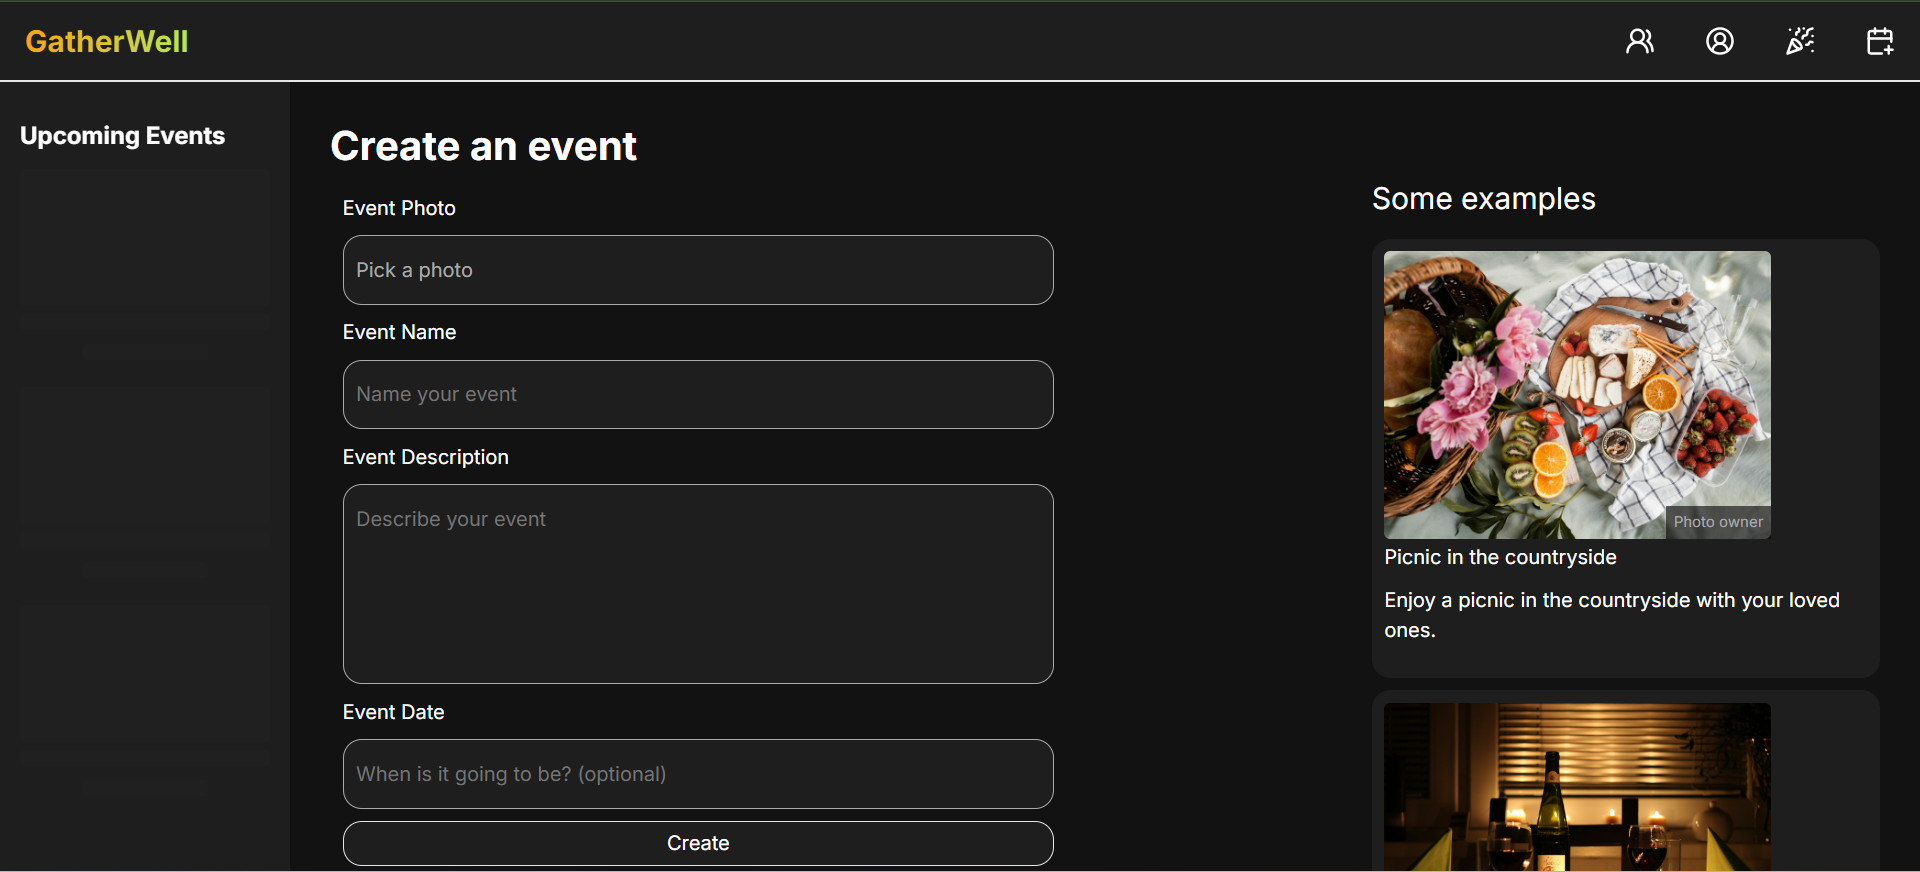 GatherWell
Upcoming Events
Create an event
Event Photo
Pick a photo
Event Name
Name your event
Event Description
Describe your event
Event Date
When is it going to be? (optional)
Create
Some examples
Photo owner
Picnic in the countryside
Enjoy a picnic in the countryside with your loved
ones.